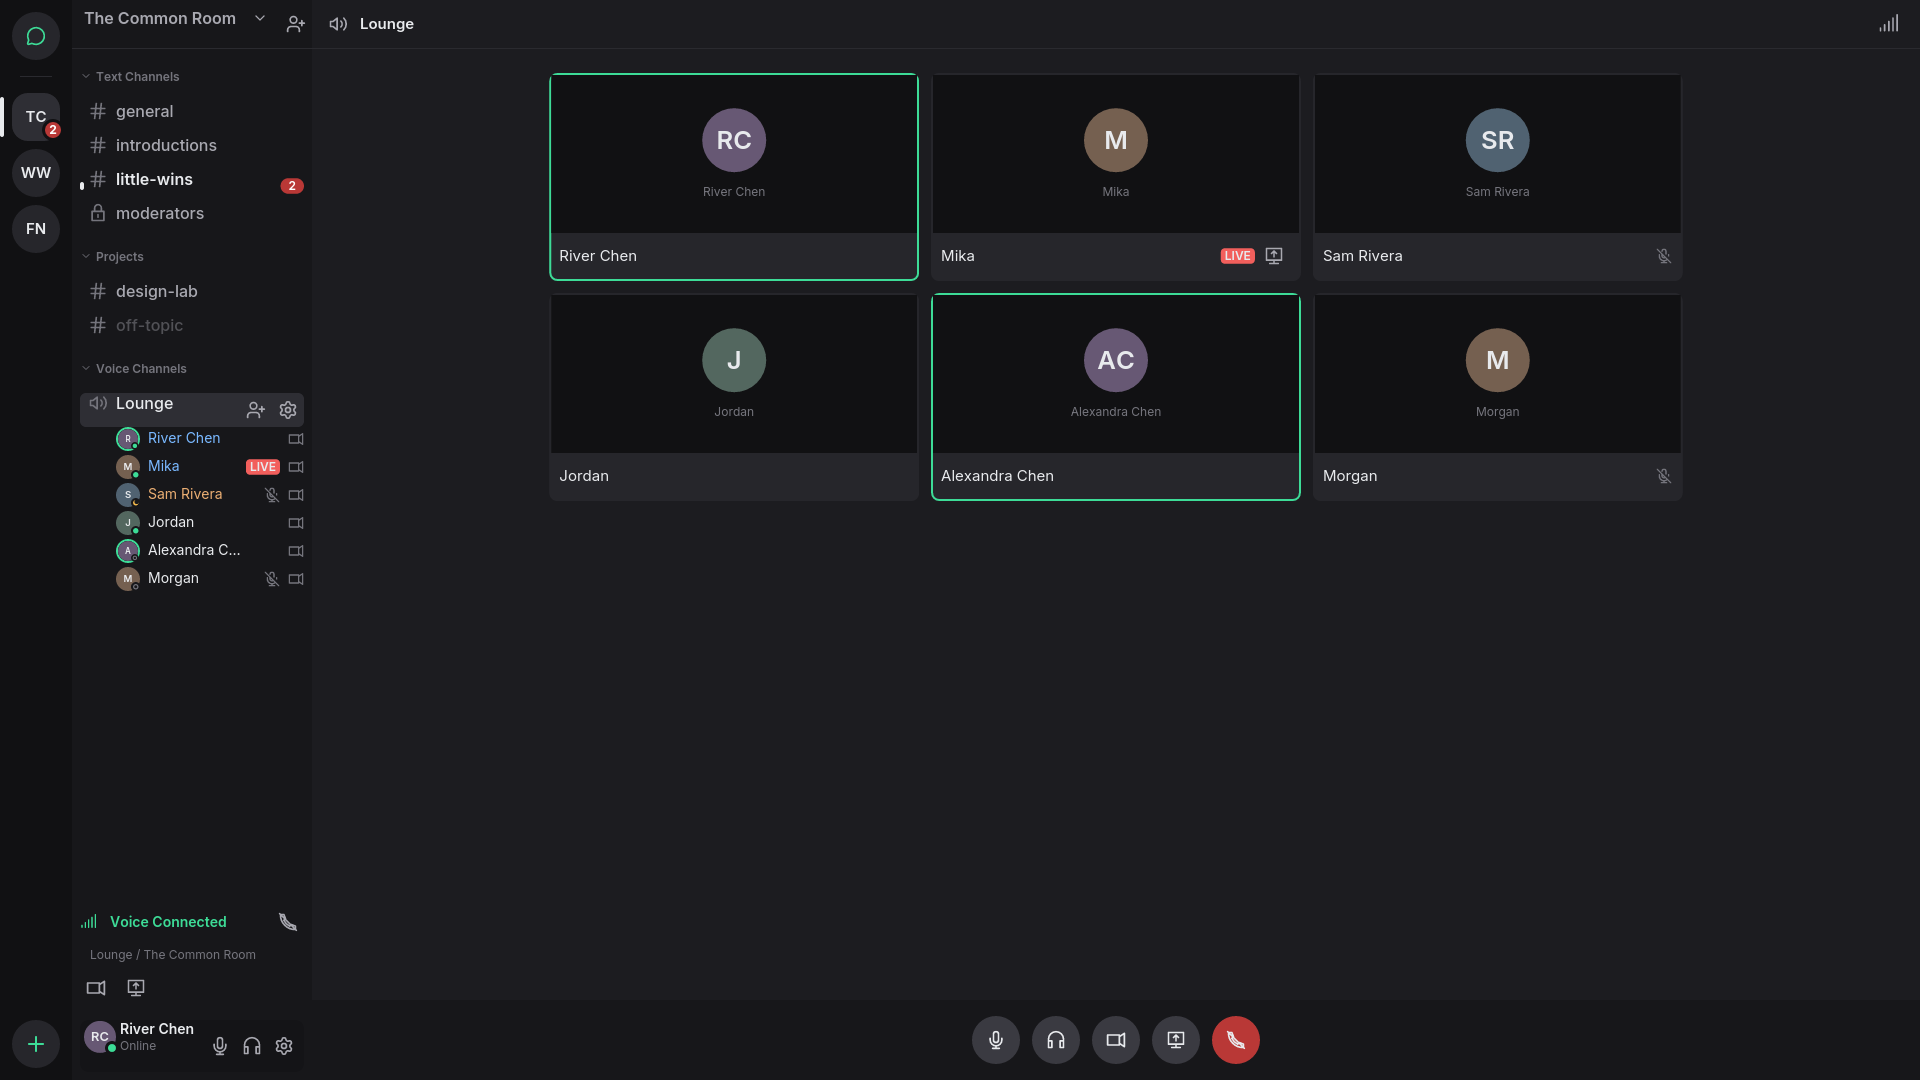 The Common Room
Lounge
TC
2
WW
FN
Text Channels
general
introductions
little-wins
2
moderators
Projects
design-lab
off-topic
Voice Channels
Lounge
R
River Chen
M
Mika
LIVE
S
Sam Rivera
J
Jordan
A
Alexandra C...
M
Morgan
RC
River Chen
River Chen
M
Mika
Mika
LIVE
SR
Sam Rivera
Sam Rivera
J
Jordan
Jordan
AC
Alexandra Chen
Alexandra Chen
M
Morgan
Morgan
Voice Connected
Lounge / The Common Room
RC
River Chen
Online